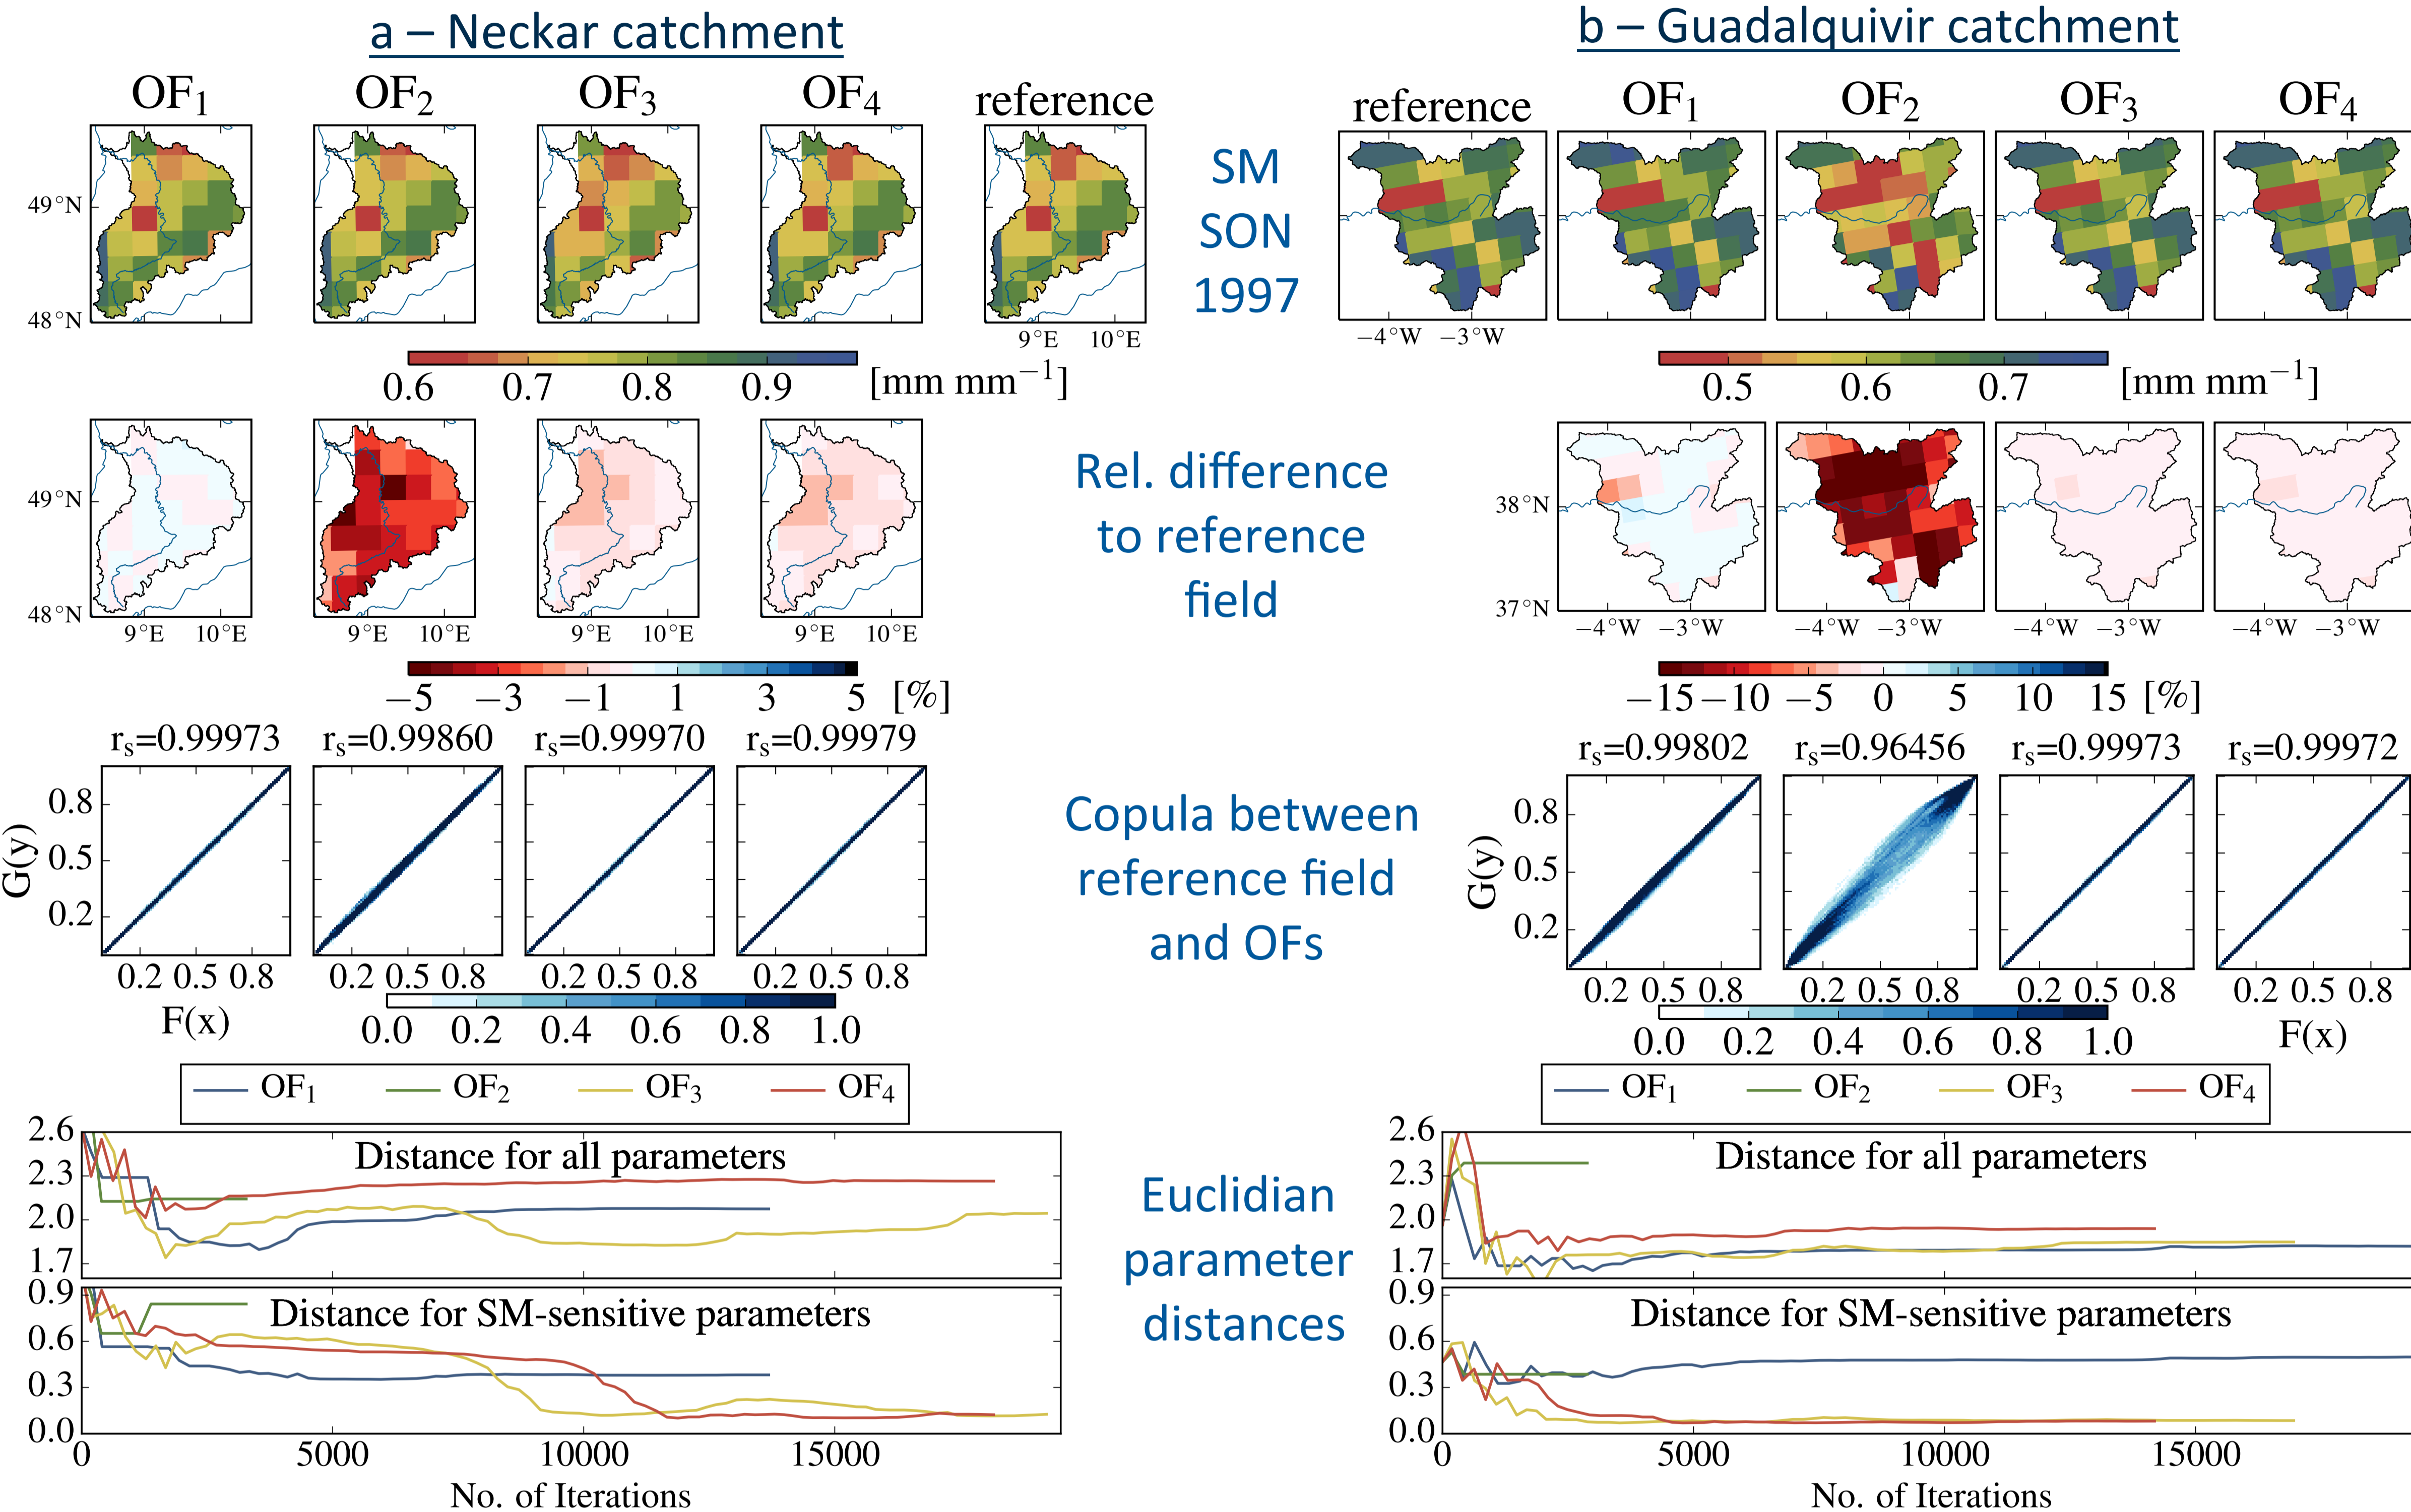 a – Neckar catchment
b – Guadalquivir catchment
OF1 OF2 OF3 OF4 reference
reference OF1 OF2 OF3 OF4
49°N
48°N
9°E 10°E
SM
SON
1997
−4°W −3°W
0.6 0.7 0.8 0.9 [mm mm−1]
0.5 0.6 0.7 [mm mm−1]
49°N
48°N
9°E 10°E 9°E 10°E 9°E 10°E 9°E 10°E
Rel. difference
to reference
field
38°N
37°N
−4°W −3°W −4°W −3°W −4°W −3°W −4°W −3°W
−5 −3 −1 1 3 5 [%]
−15 −10 −5 0 5 10 15 [%]
rs=0.99973 rs=0.99860 rs=0.99970 rs=0.99979
rs=0.99802 rs=0.96456 rs=0.99973 rs=0.99972
G(y)
0.8
0.5
0.2
0.2 0.5 0.8 0.2 0.5 0.8 0.2 0.5 0.8 0.2 0.5 0.8
F(x)
0.0 0.2 0.4 0.6 0.8 1.0
Copula between
reference field
and OFs
G(y)
0.8
0.5
0.2
0.2 0.5 0.8 0.2 0.5 0.8 0.2 0.5 0.8 0.2 0.5 0.8
0.0 0.2 0.4 0.6 0.8 1.0
F(x)
OF1 OF2 OF3 OF4
OF1 OF2 OF3 OF4
2.6
2.3
2.0
1.7
Distance for all parameters
0.9
0.6
0.3
0.0
Distance for SM-sensitive parameters
0 5000 10000 15000
No. of Iterations
Euclidian
parameter
distances
2.6
2.3
2.0
1.7
Distance for all parameters
0.9
0.6
0.3
0.0
Distance for SM-sensitive parameters
0 5000 10000 15000
No. of Iterations